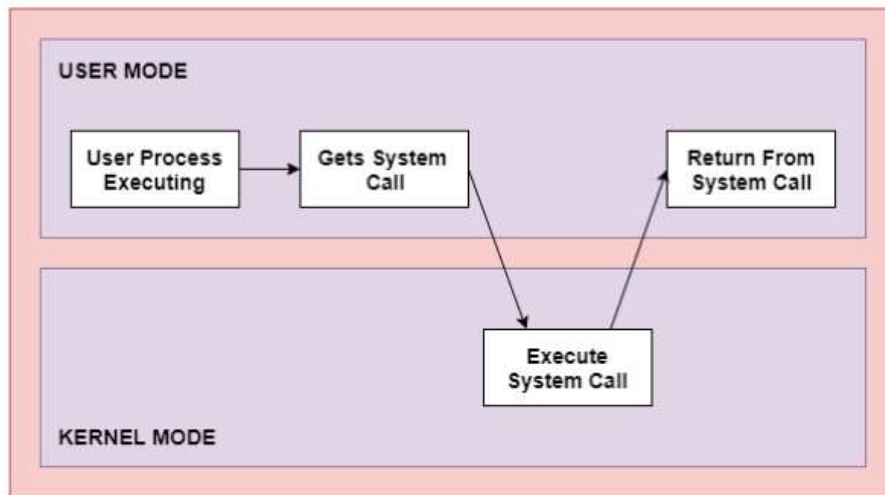 USER MODE
User Process
Executing
Gets System
Call
Return From
System Call
Execute
System Call
KERNEL MODE